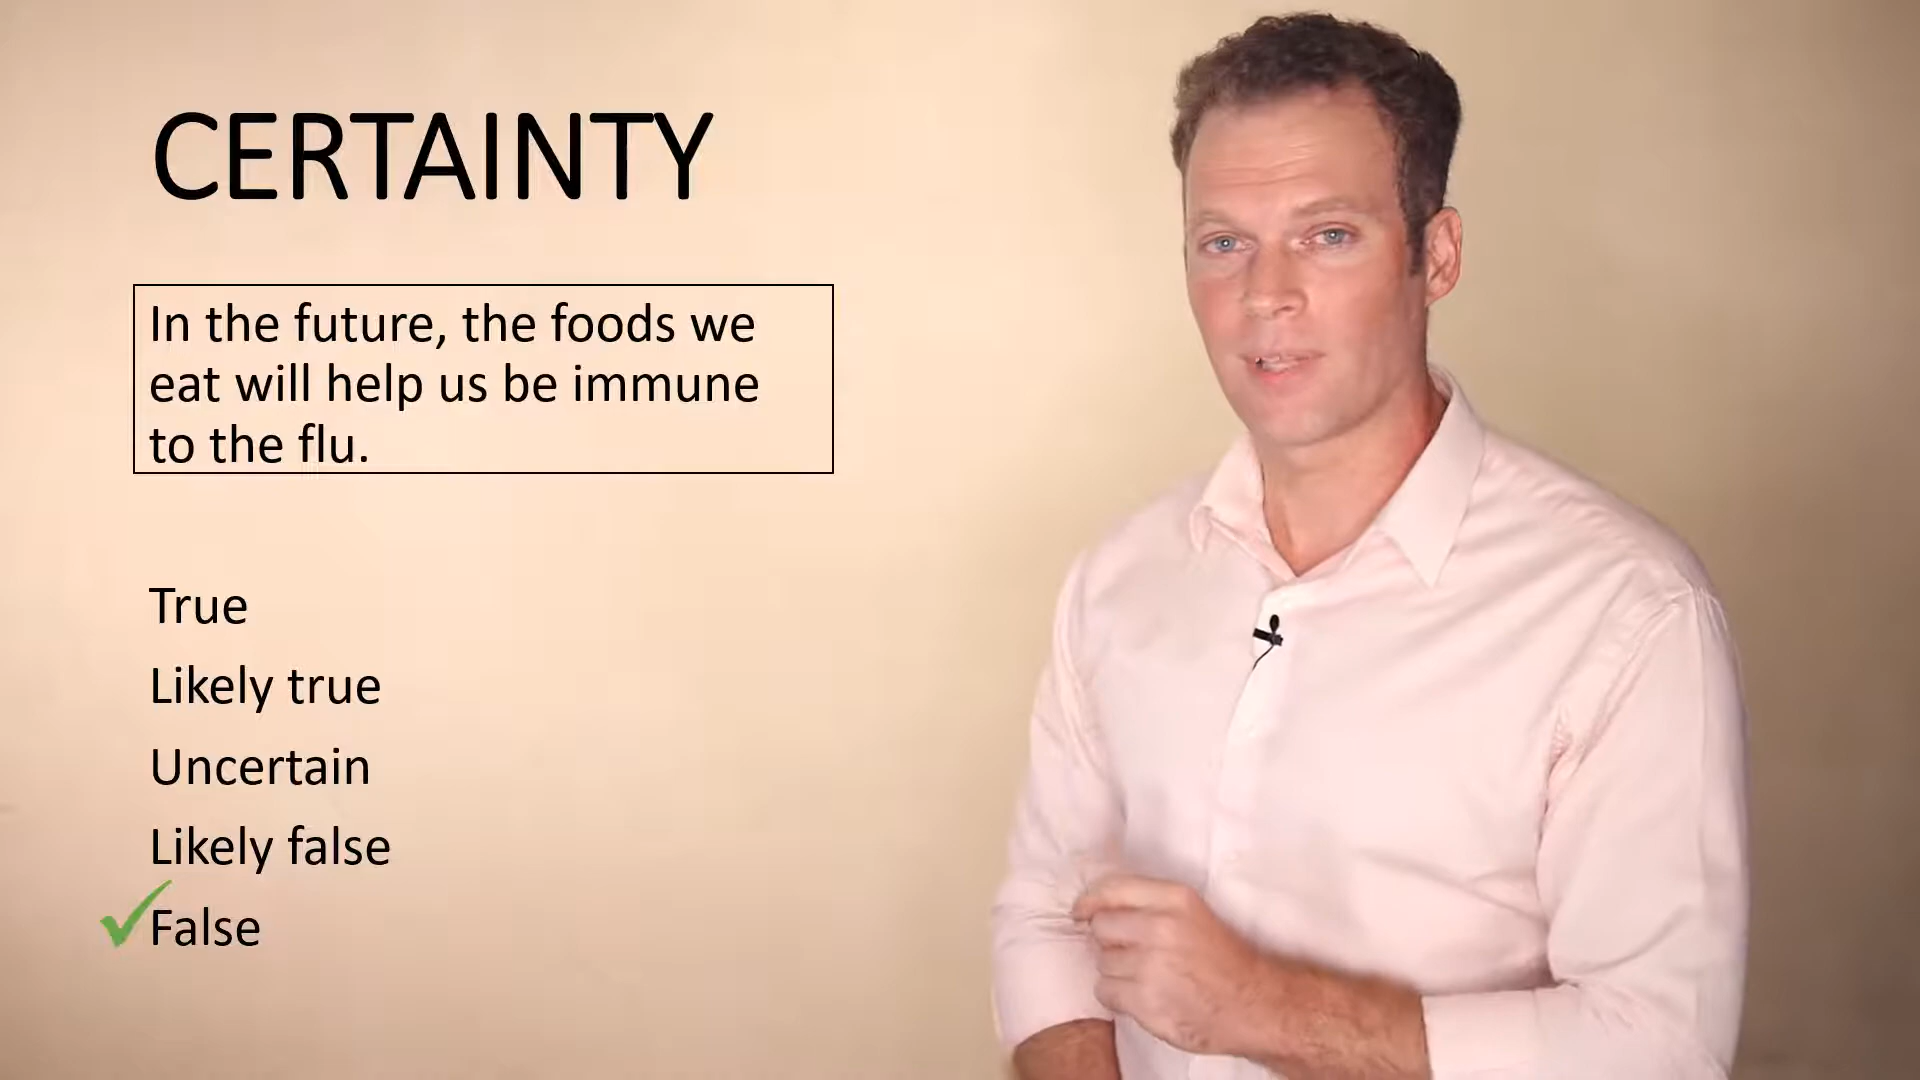 CERTAINTY
In the future, the foods we
eat will help us be immune
to the flu.
True
Likely true
Uncertain
Likely false
False